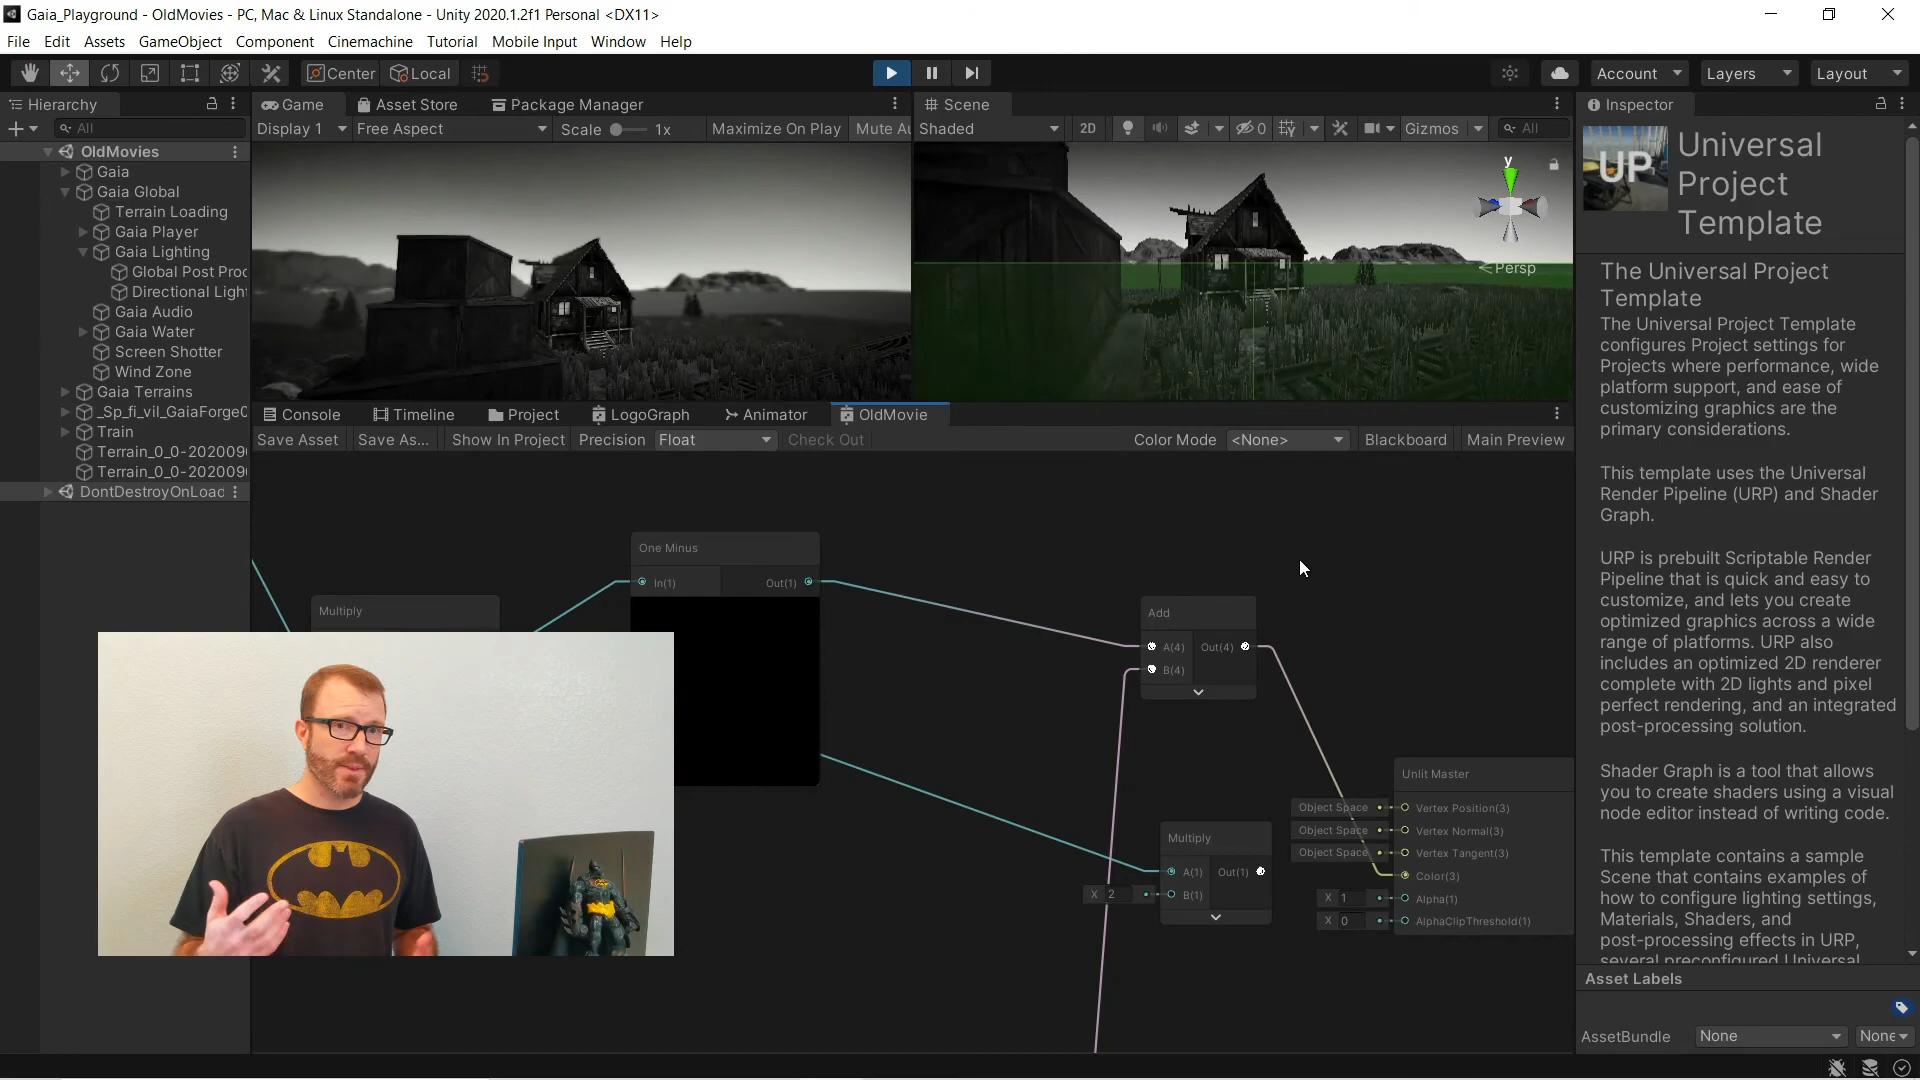 Gaia_Playground - OldMovies - PC, Mac & Linux Standalone - Unity 2020.1.2f1 Personal <DX11>
File Edit Assets GameObject Component Cinemachine Tutorial Mobile Input Window Help
Center Local Account Layers Layout
Hierarchy
All
OldMovies
Gaia
Gaia Global
Terrain Loading
Gaia Player
Gaia Lighting
Global Post Proc
Directional Ligh
Gaia Audio
Gaia Water
Screen Shotter
Wind Zone
Gaia Terrains
_Sp_fi_vil_GaiaForge
Train
Terrain_0_0-202009
Terrain_0_0-202009
DontDestroyOnLoad
Game Asset Store Package Manager
Display 1 Free Aspect Scale 1x Maximize On Play Mute Au
Scene
Shaded 2D 0 Gizmos All
y
Persp
Console Timeline Project LogoGraph Animator OldMovie
Save Asset Save As... Show In Project Precision Float Check Out Color Mode <None> Blackboard Main Preview
One Minus
In(1) Out(1)
Multiply
Add
A(4) Out(4)
B(4)
Multiply
A(1) Out(1)
X 2 B(1)
Unlit Master
Object Space Vertex Position(3)
Object Space Vertex Normal(3)
Object Space Vertex Tangent(3)
Color(3)
X 1 Alpha(1)
X 0 AlphaClipThreshold(1)
Inspector
UP
Universal
Project
Template
The Universal Project
Template
The Universal Project Template
configures Project settings for
Projects where performance, wide
platform support, and ease of
customizing graphics are the
primary considerations.
This template uses the Universal
Render Pipeline (URP) and Shader
Graph.
URP is prebuilt Scriptable Render
Pipeline that is quick and easy to
customize, and lets you create
optimized graphics across a wide
range of platforms. URP also
includes an optimized 2D renderer
complete with 2D lights and pixel
perfect rendering, and an integrated
post-processing solution.
Shader Graph is a tool that allows
you to create shaders using a visual
node editor instead of writing code.
This template contains a sample
Scene that contains examples of
how to configure lighting settings,
Materials, Shaders, and
post-processing effects in URP,
several preconfigured Universal
Asset Labels
AssetBundle None None